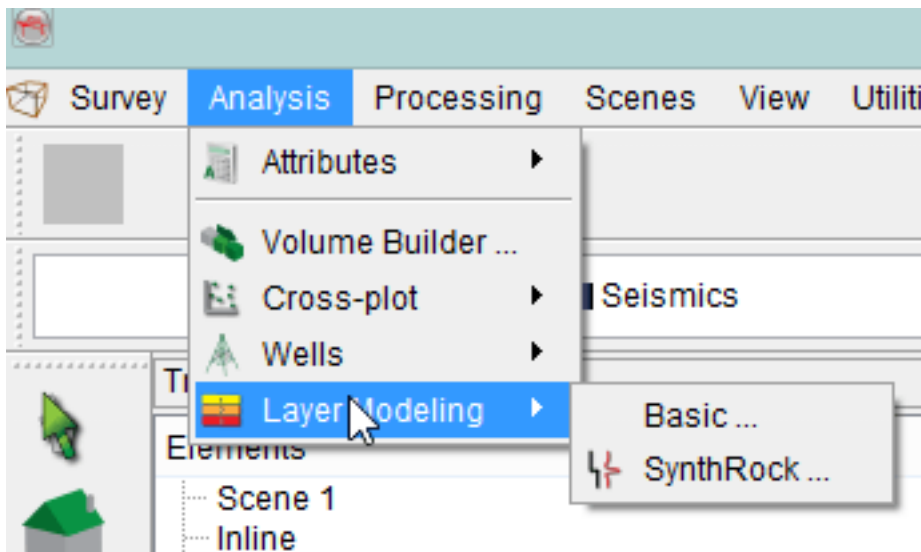 Survey Analysis Processing Scenes View Utiliti
Attributes
Volume Builder ...
Cross-plot
Seismics
Wells
Layer Modeling
Basic ...
SynthRock ...
Elements
Scene 1
Inline